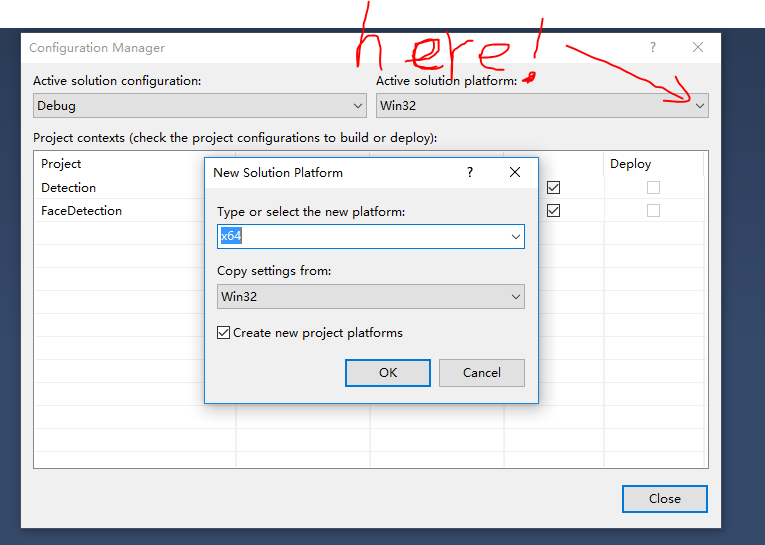 here!
Configuration Manager
?
Active solution configuration:
Active solution platform:
Debug
Win32
Project contexts (check the project configurations to build or deploy):
Project
Deploy
Detection
FaceDetection
New Solution Platform
?
Type or select the new platform:
x64
Copy settings from:
Win32
Create new project platforms
OK
Cancel
Close